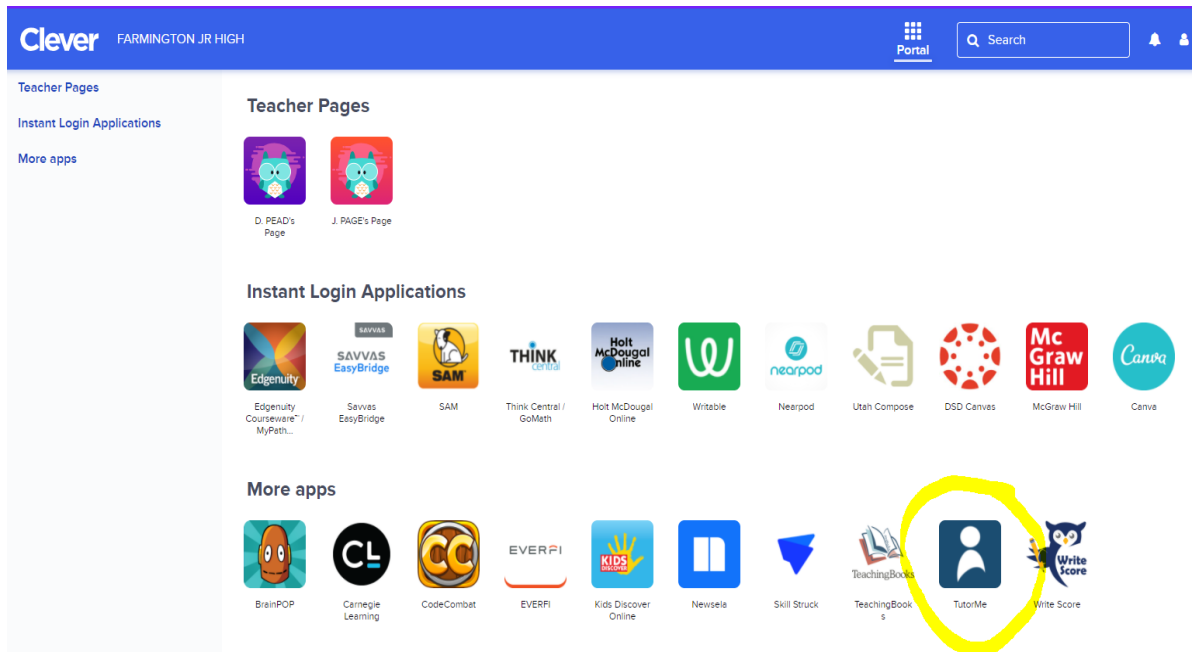 Clever FARMINGTON JR HIGH Portal Search
Teacher Pages
Instant Login Applications
More apps
Teacher Pages
D. PEAD's
Page
J. PAGE's Page
Instant Login Applications
Edgenuity
SAVVAS
SAVVAS
EasyBridge
SAM
THINK
central
Holt
McDougal
Online
nearpod
Mc
Graw
Hill
Canva
Edgenuity
Courseware™ /
MyPath...
Savvas
EasyBridge
SAM
Think Central /
GoMath
Holt McDougal
Online
Writable
Nearpod
Utah Compose
DSD Canvas
McGraw Hill
Canva
More apps
CL
CC
EVERFI
KIDS
DISCOVER
TeachingBooks
Write
Score
BrainPOP
Carnegie
Learning
CodeCombat
EVERFI
Kids Discover
Online
Newsela
Skill Struck
TeachingBook
s
TutorMe
Write Score